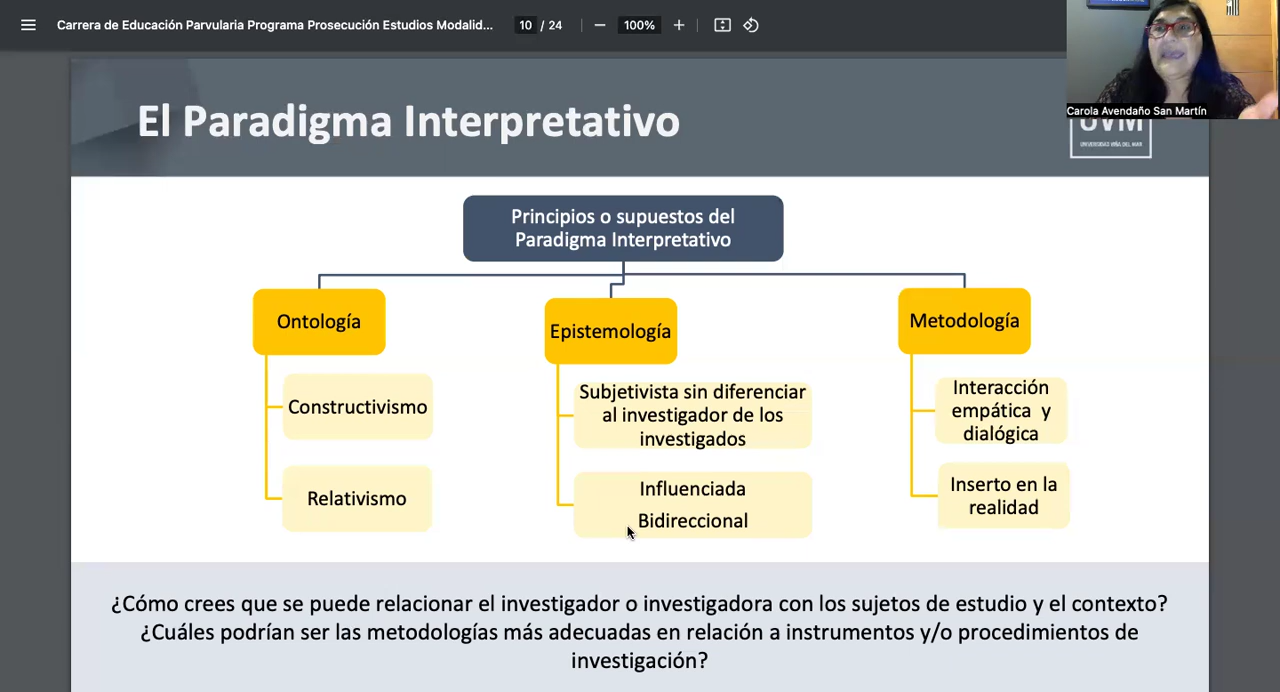 Carrera de Educación Parvularia Programa Prosecución Estudios Modalid...
10 / 24
100%
Carola Avendaño San Martín
El Paradigma Interpretativo
UVM
UNIVERSIDAD VIÑA DEL MAR
Principios o supuestos del
Paradigma Interpretativo
Ontología
Constructivismo
Relativismo
Epistemología
Subjetivista sin diferenciar
al investigador de los
investigados
Influenciada
Bidireccional
Metodología
Interacción
empática y
dialógica
Inserto en la
realidad
¿Cómo crees que se puede relacionar el investigador o investigadora con los sujetos de estudio y el contexto?
¿Cuáles podrían ser las metodologías más adecuadas en relación a instrumentos y/o procedimientos de
investigación?